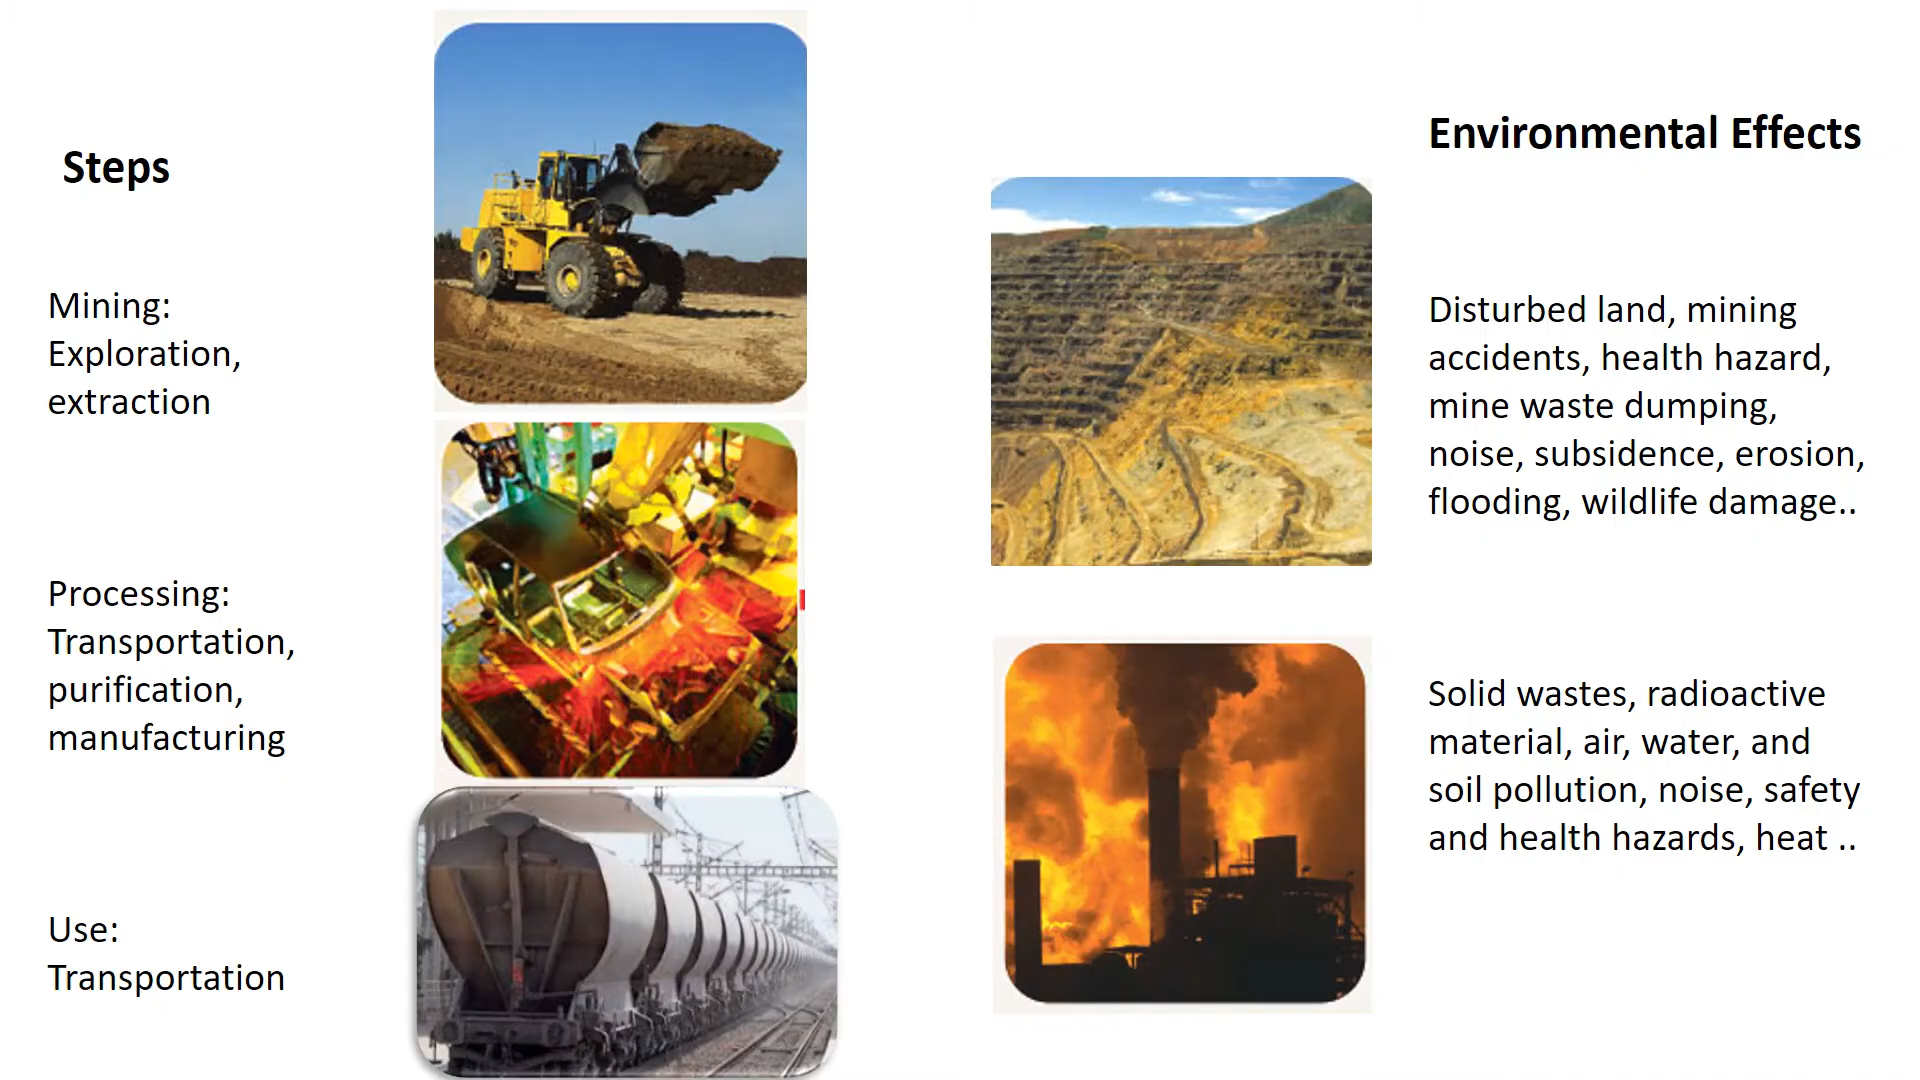 Steps
Mining:
Exploration,
extraction
Processing:
Transportation,
purification,
manufacturing
Use:
Transportation
Environmental Effects
Disturbed land, mining
accidents, health hazard,
mine waste dumping,
noise, subsidence, erosion,
flooding, wildlife damage..
Solid wastes, radioactive
material, air, water, and
soil pollution, noise, safety
and health hazards, heat ..